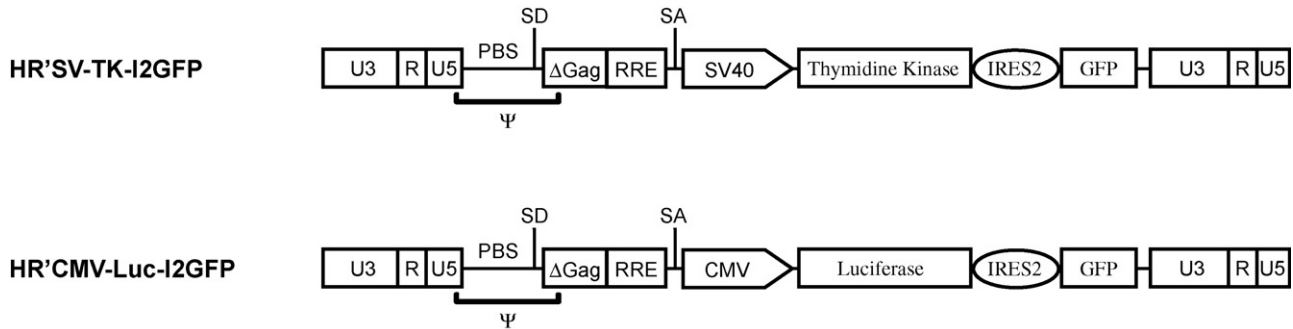 SD SA
HR'SV-TK-I2GFP U3 R U5 PBS ΔGag RRE SV40 Thymidine Kinase IRES2 GFP U3 R U5
Ψ
SD SA
HR'CMV-Luc-I2GFP U3 R U5 PBS ΔGag RRE CMV Luciferase IRES2 GFP U3 R U5
Ψ